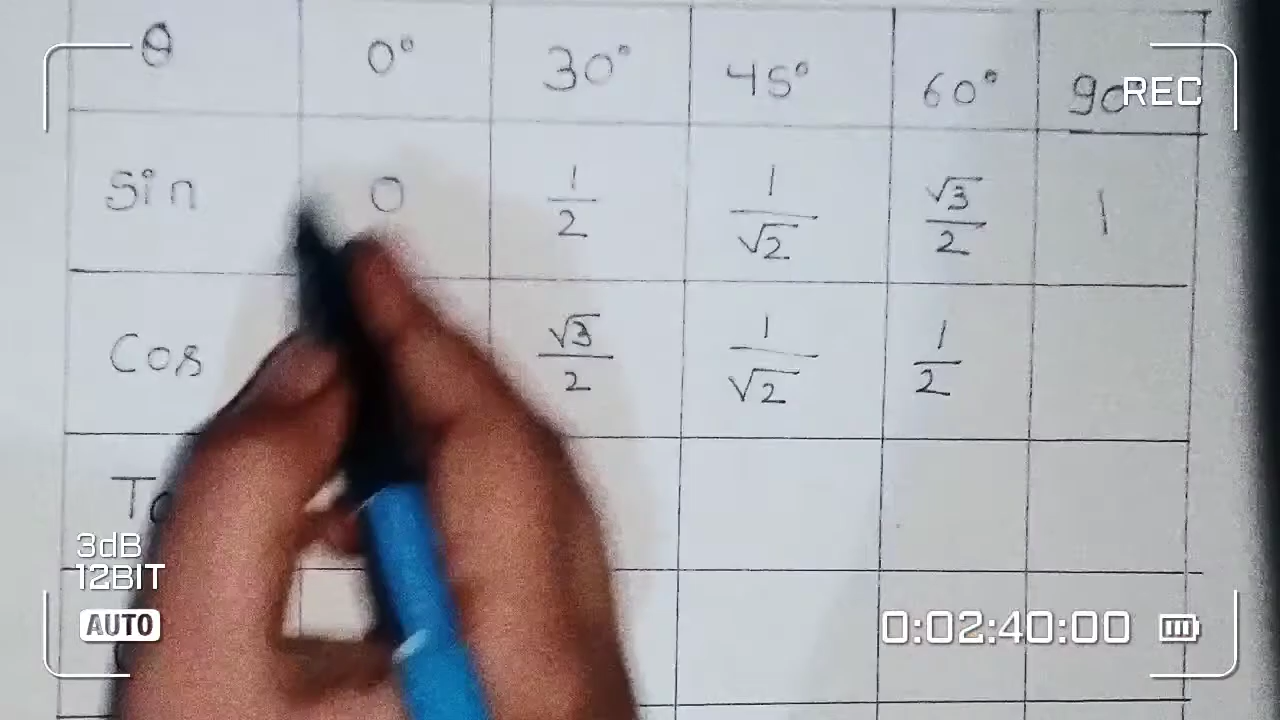 θ 0° 30° 45° 60° 90°
REC
Sin 0 1/2 1/√2 √3/2 1
Cos √3/2 1/√2 1/2
3dB
12BIT
AUTO
0:02:40:00